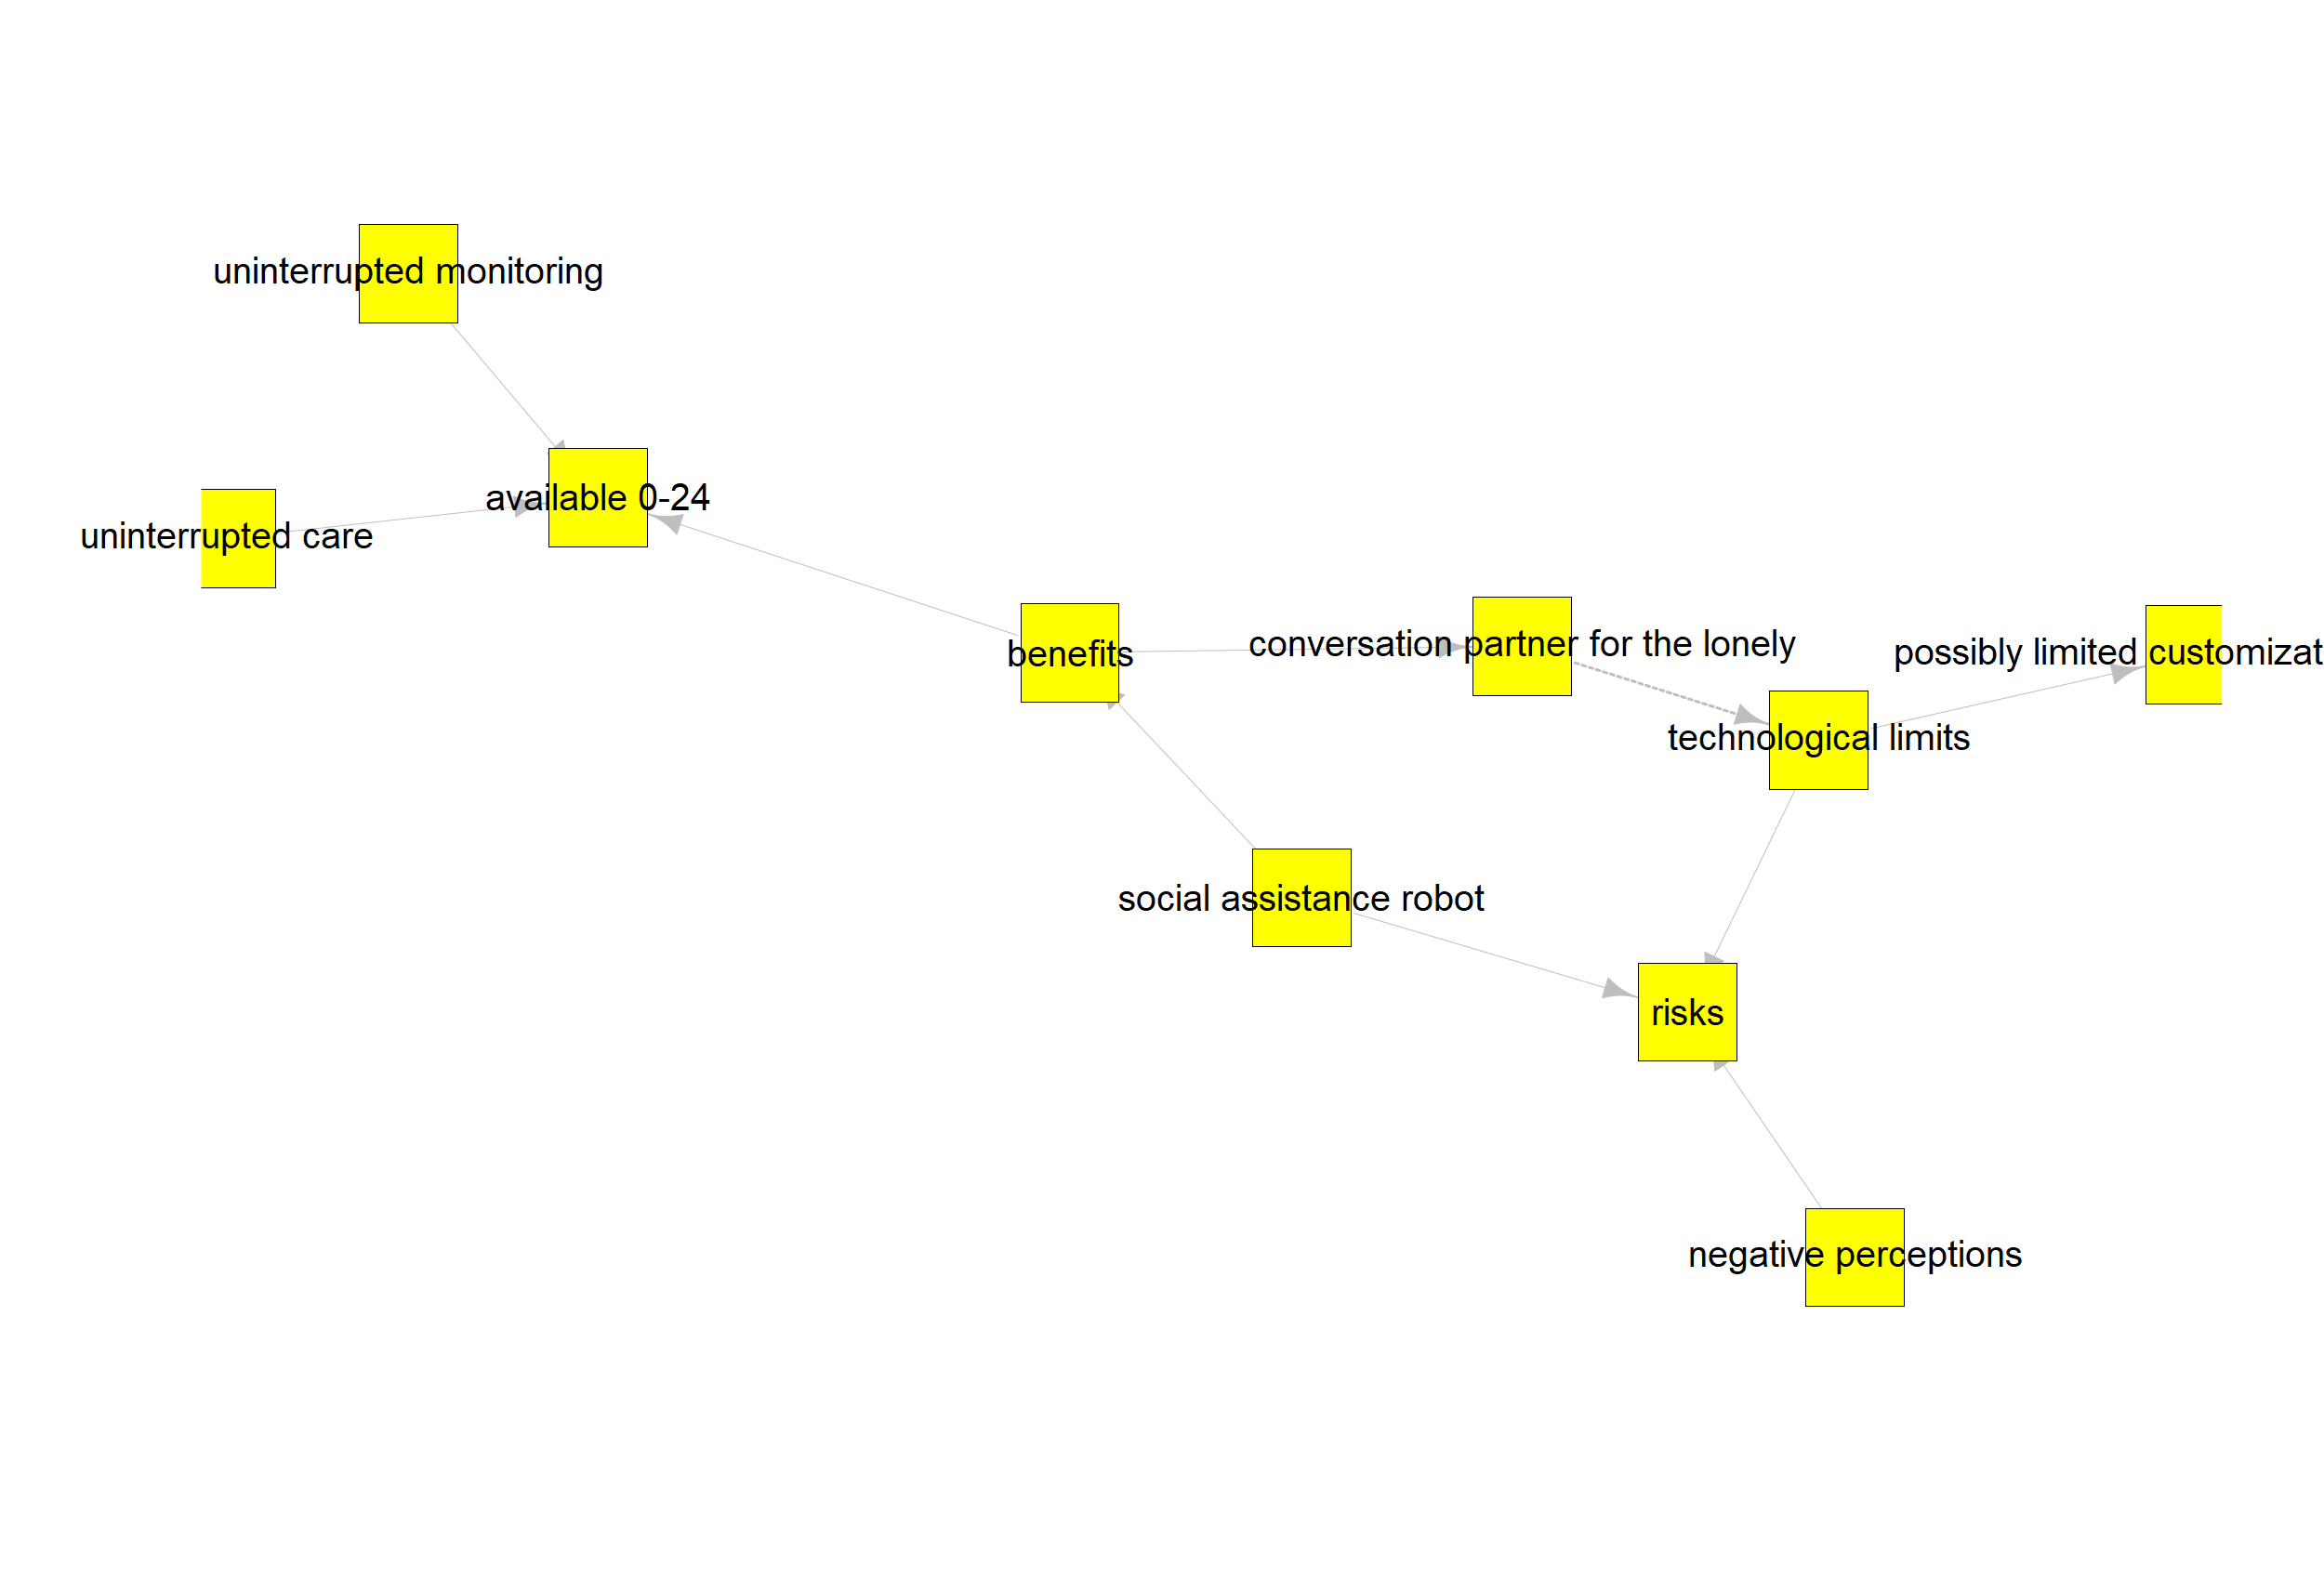 uninterrupted monitoring
available 0-24
uninterrupted care
benefits
conversation partner for the lonely
possibly limited customizat
technological limits
social assistance robot
risks
negative perceptions